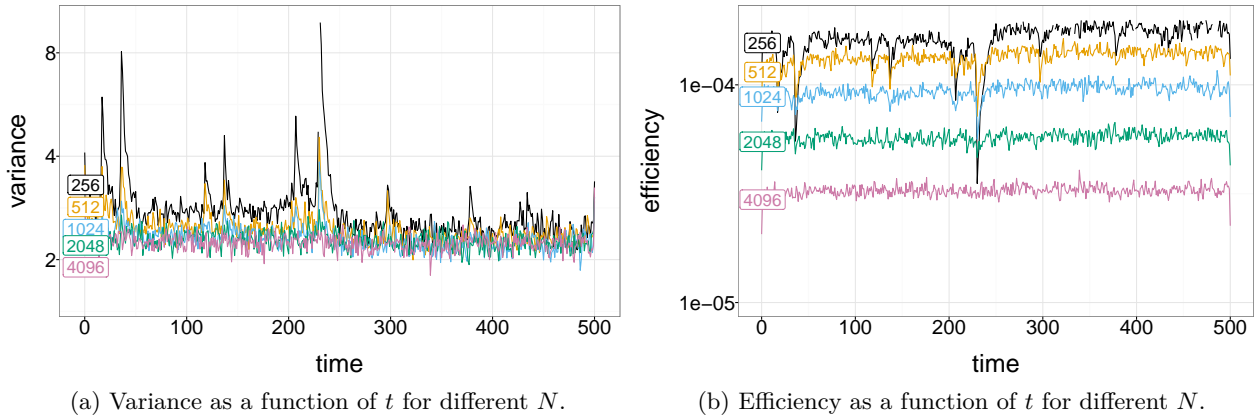 8
4
2
variance
256
512
1024
2048
4096
0 100 200 300 400 500
time
(a) Variance as a function of t for different N.
1e-04
1e-05
efficiency
256
512
1024
2048
4096
0 100 200 300 400 500
time
(b) Efficiency as a function of t for different N.